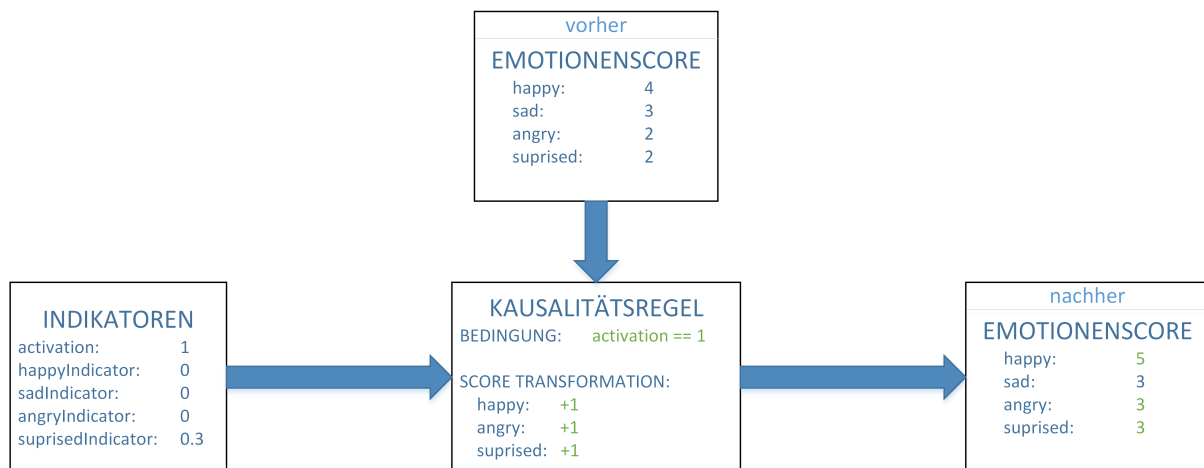 vorher
EMOTIONENSCORE
happy: 4
sad: 3
angry: 2
suprised: 2
INDIKATOREN
activation: 1
happyIndicator: 0
sadIndicator: 0
angryIndicator: 0
suprisedIndicator: 0.3
KAUSALITÄTSREGEL
BEDINGUNG: activation == 1
SCORE TRANSFORMATION:
happy: +1
angry: +1
suprised: +1
nachher
EMOTIONENSCORE
happy: 5
sad: 3
angry: 3
suprised: 3